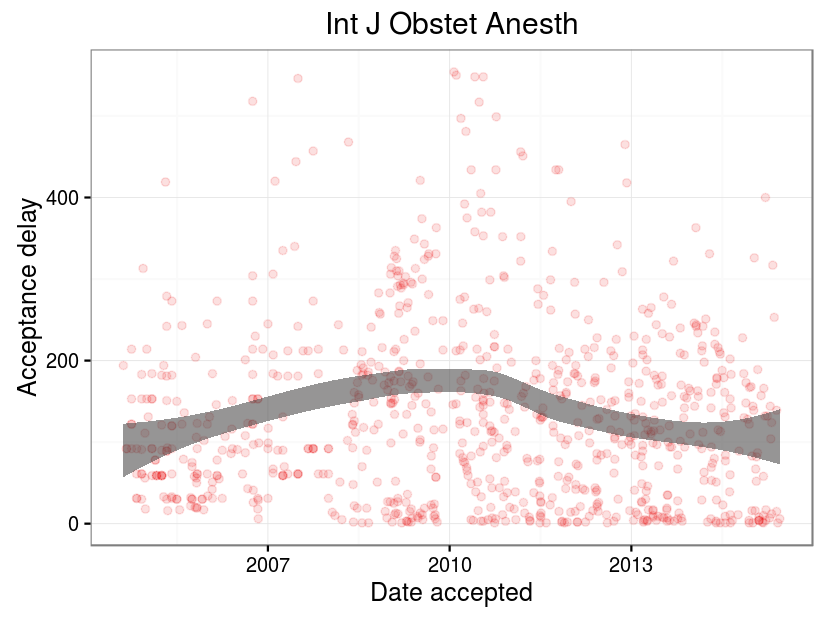 Int J Obstet Anesth
Acceptance delay
400
200
0
2007
2010
2013
Date accepted